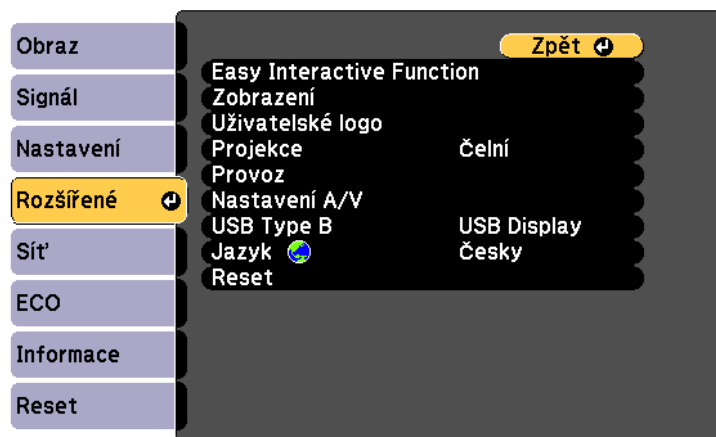 Obraz
Signál
Nastavení
Rozšířené
Síť
ECO
Informace
Reset
Zpět
Easy Interactive Function
Zobrazení
Uživatelské logo
Projekce Čelní
Provoz
Nastavení A/V
USB Type B USB Display
Jazyk Česky
Reset